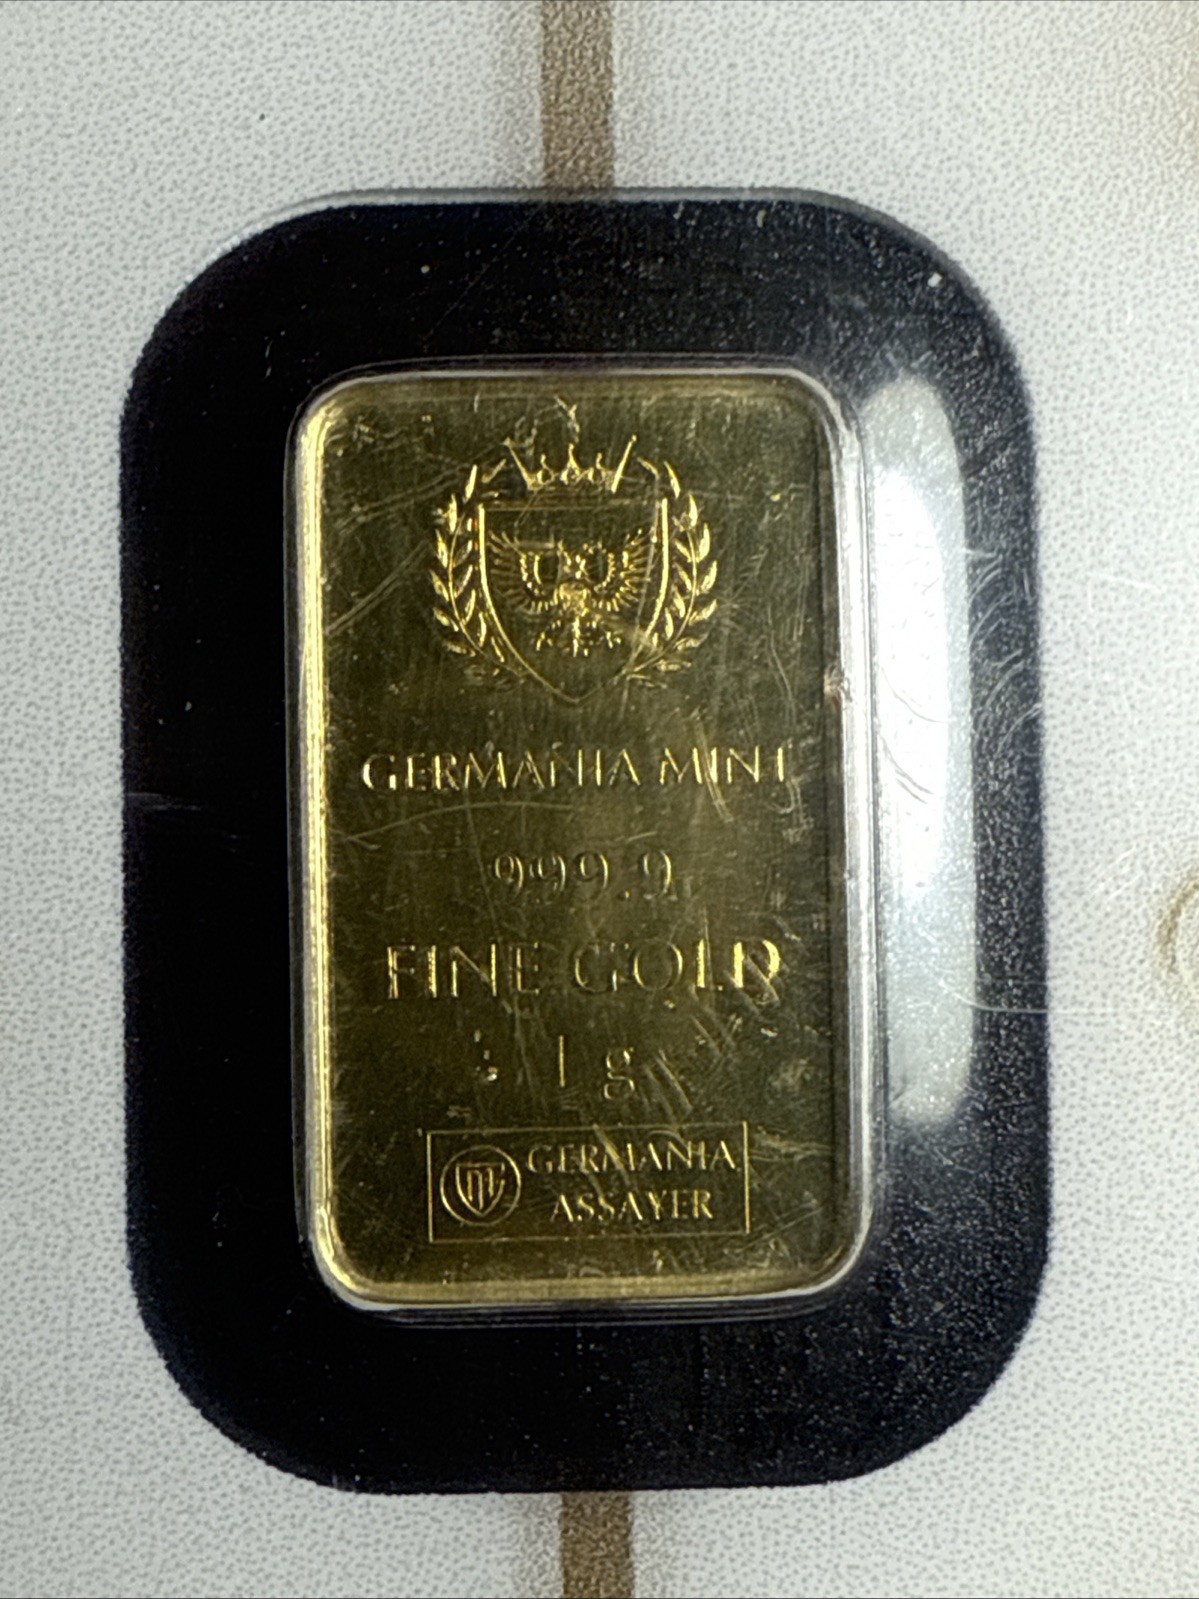 GERMANIA MINT
999.9
FINE GOLD
1 g
GERMANIA
ASSAYER